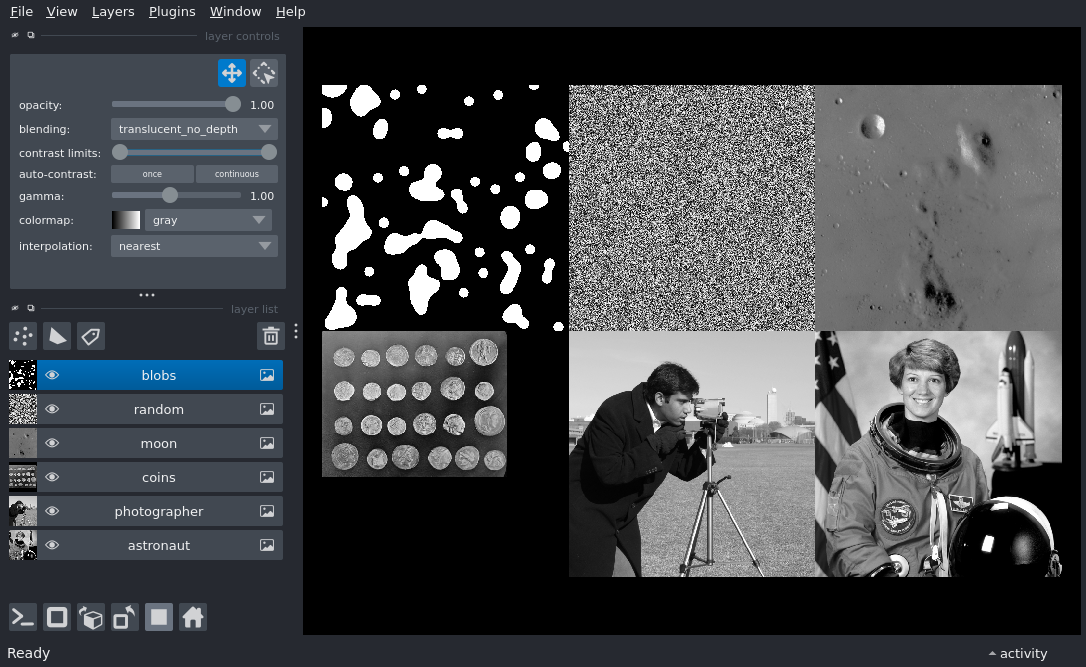 File View Layers Plugins Window Help
layer controls
opacity: 1.00
blending: translucent_no_depth
contrast limits:
auto-contrast: once continuous
gamma: 1.00
colormap: gray
interpolation: nearest
layer list
blobs
random
moon
coins
photographer
astronaut
Ready
activity